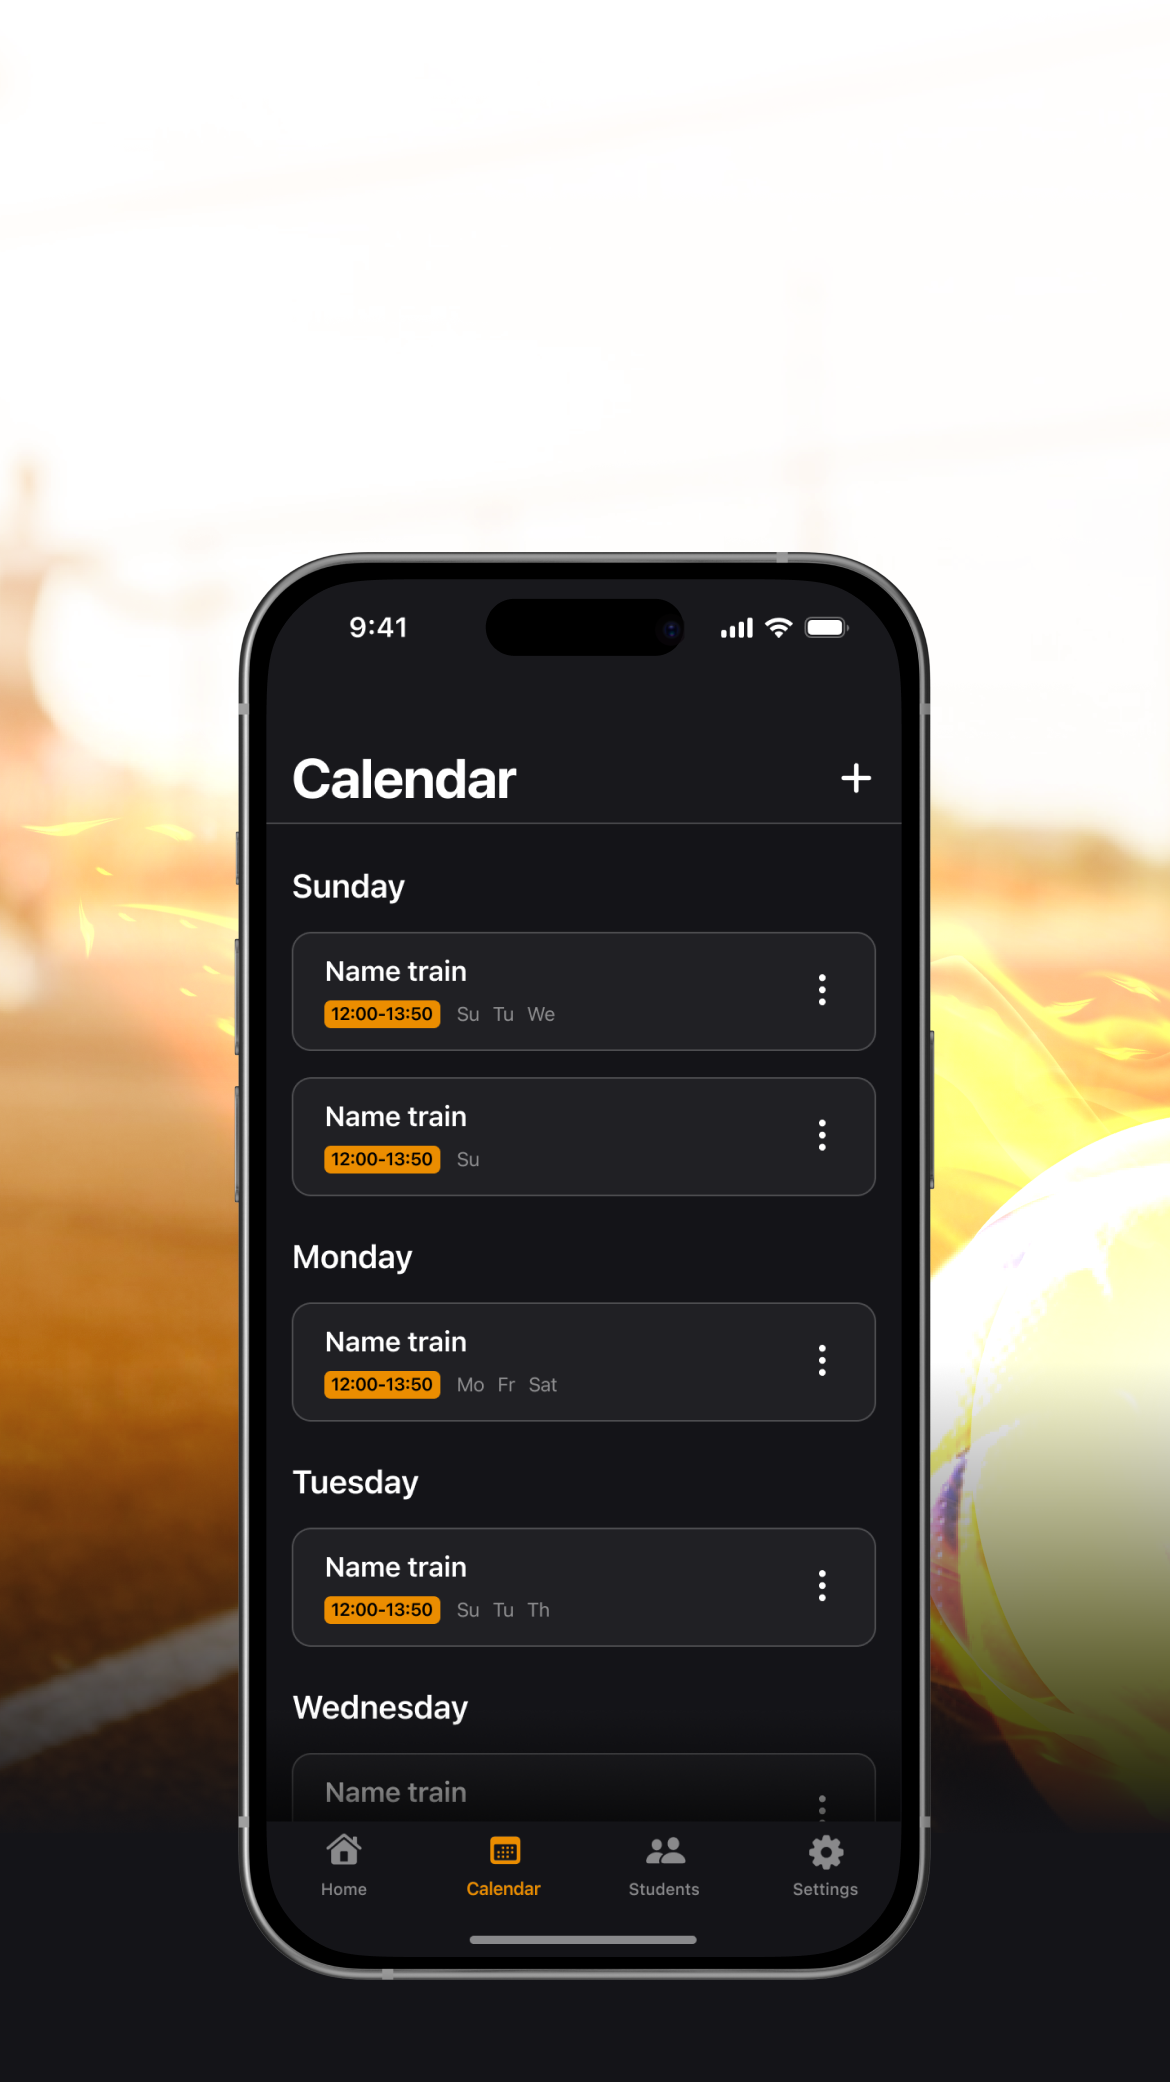 9:41
Calendar
Sunday
Name train
12:00-13:50 Su Tu We
Name train
12:00-13:50 Su
Monday
Name train
12:00-13:50 Mo Fr Sat
Tuesday
Name train
12:00-13:50 Su Tu Th
Wednesday
Name train
Home Calendar Students Settings